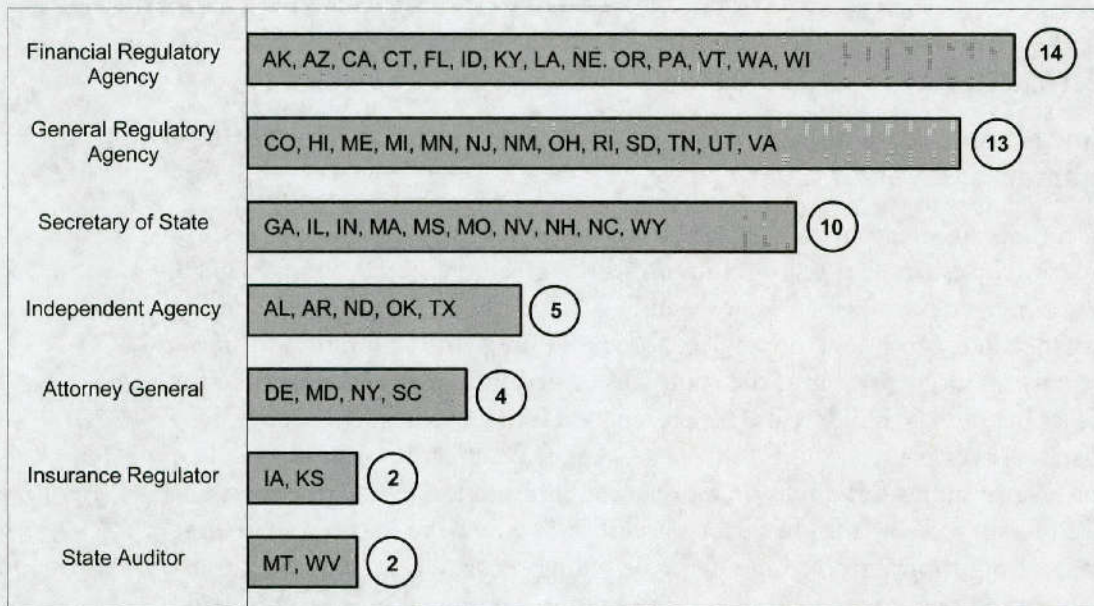 Financial Regulatory
Agency
AK, AZ, CA, CT, FL, ID, KY, LA, NE. OR, PA, VT, WA, WI
14
General Regulatory
Agency
CO, HI, ME, MI, MN, NJ, NM, OH, RI, SD, TN, UT, VA
13
Secretary of State
GA, IL, IN, MA, MS, MO, NV, NH, NC, WY
10
Independent Agency
AL, AR, ND, OK, TX
5
Attorney General
DE, MD, NY, SC
4
Insurance Regulator
IA, KS
2
State Auditor
MT, WV
2